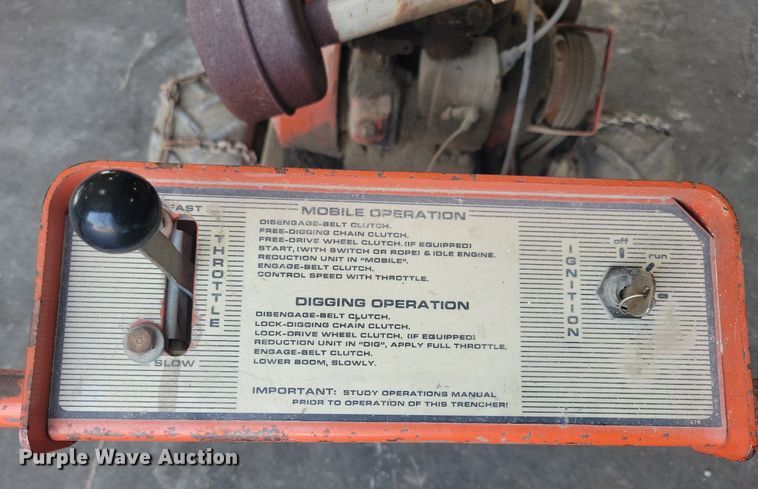 FAST
THROTTLE
SLOW
MOBILE OPERATION
DISENGAGE-BELT CLUTCH.
FREE-DIGGING CHAIN CLUTCH.
FREE-DRIVE WHEEL CLUTCH. (IF EQUIPPED)
START, (WITH SWITCH OR ROPE) & IDLE ENGINE.
REDUCTION UNIT IN "MOBILE".
ENGAGE-BELT CLUTCH.
CONTROL SPEED WITH THROTTLE.
DIGGING OPERATION
DISENGAGE-BELT CLUTCH.
LOCK-DIGGING CHAIN CLUTCH.
LOCK-DRIVE WHEEL CLUTCH. (IF EQUIPPED)
REDUCTION UNIT IN "DIG", APPLY FULL THROTTLE.
ENGAGE-BELT CLUTCH.
LOWER BOOM, SLOWLY.
IMPORTANT: STUDY OPERATIONS MANUAL
PRIOR TO OPERATION OF THIS TRENCHER!
IGNITION
off
run
Purple Wave Auction